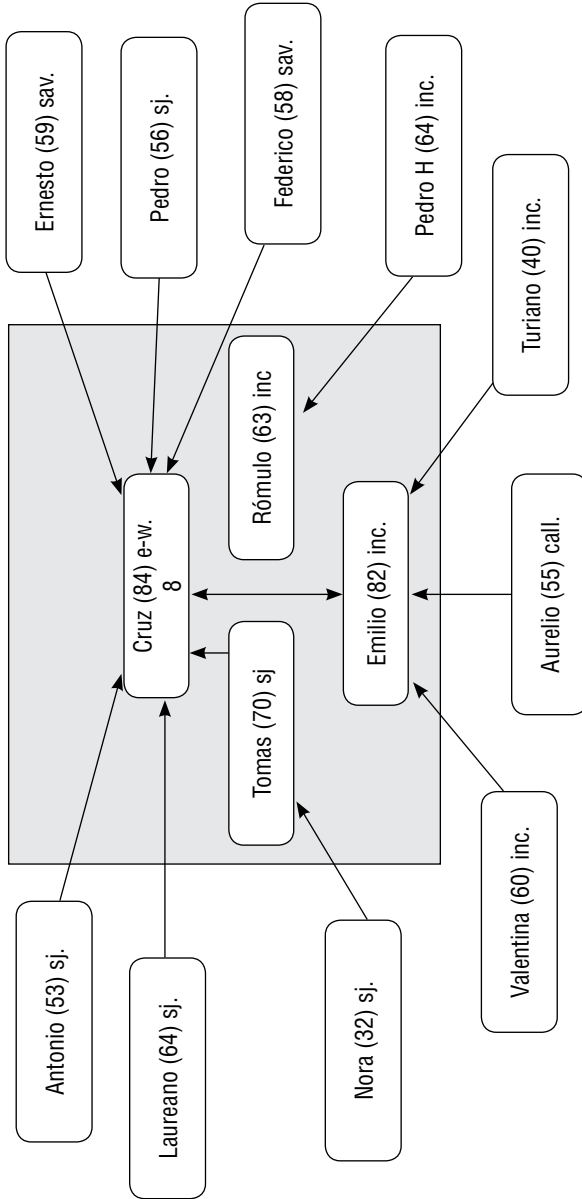 Ernesto (59) sav.
Pedro (56) sj.
Federico (58) sav.
Pedro H (64) inc.
Turiano (40) inc.
Cruz (84) e-w.
8
Rómulo (63) inc
Tomas (70) sj
Emilio (82) inc.
Aurelio (55) call.
Antonio (53) sj.
Laureano (64) sj.
Nora (32) sj.
Valentina (60) inc.